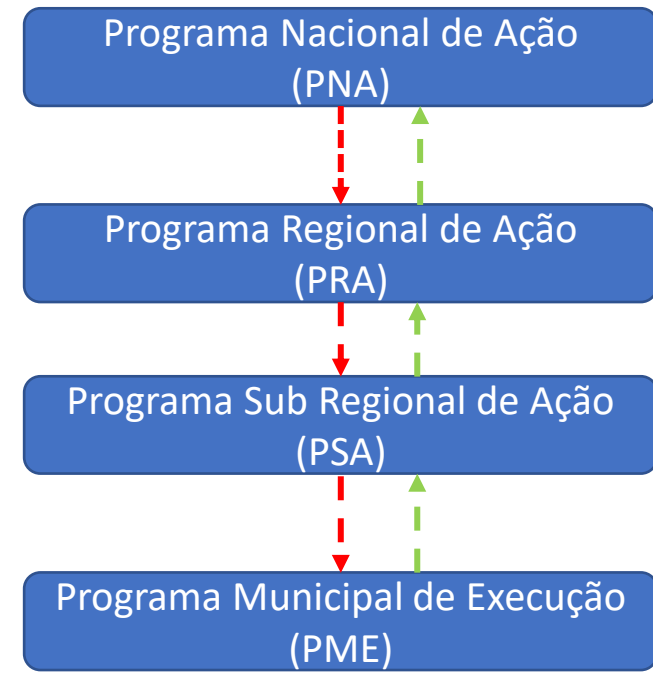 Programa Nacional de Ação
(PNA)
Programa Regional de Ação
(PRA)
Programa Sub Regional de Ação
(PSA)
Programa Municipal de Execução
(PME)